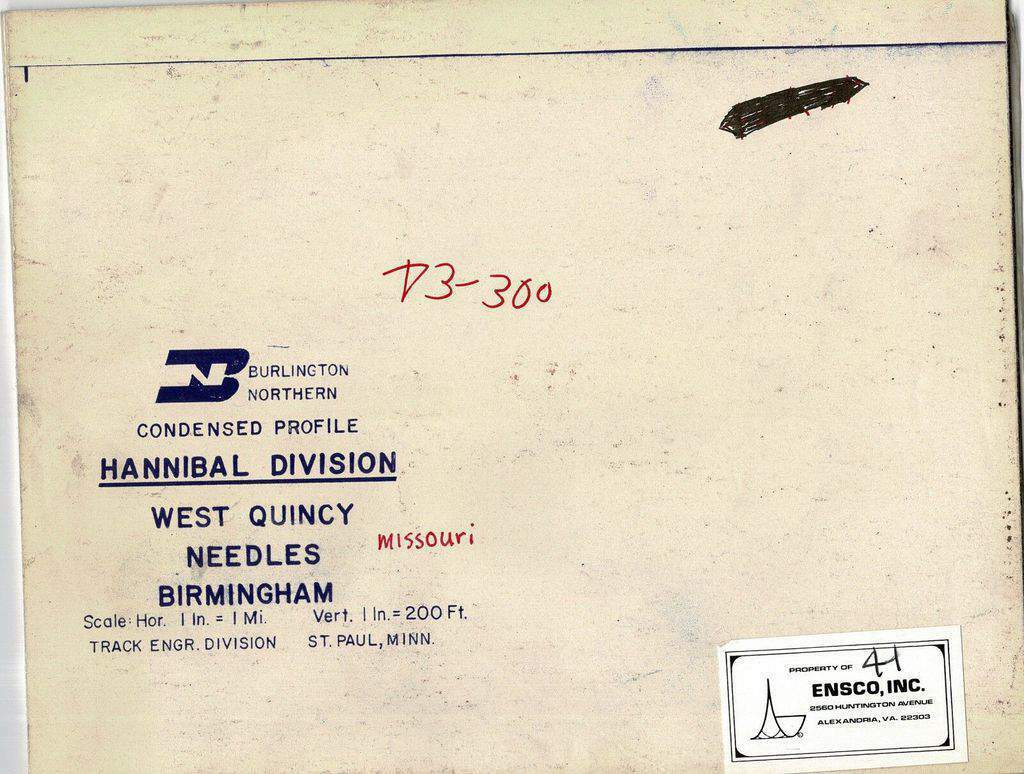 D3-300
BN BURLINGTON
NORTHERN
CONDENSED PROFILE
HANNIBAL DIVISION
WEST QUINCY
NEEDLES
missouri
BIRMINGHAM
Scale: Hor. 1 In. = 1 Mi. Vert. 1 In. = 200 Ft.
TRACK ENGR. DIVISION ST. PAUL, MINN.
PROPERTY OF 41
ENSCO, INC.
2560 HUNTINGTON AVENUE
ALEXANDRIA, VA. 22303